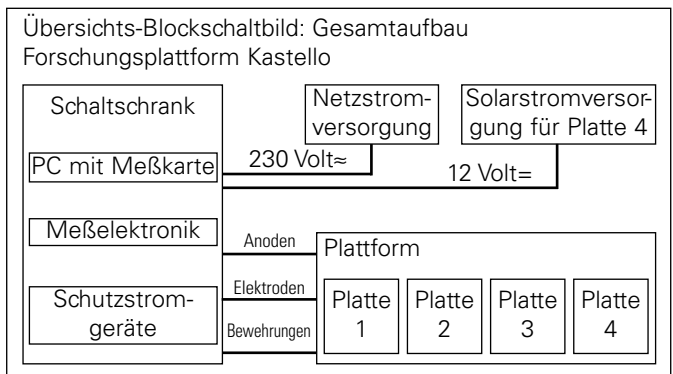 Übersichts-Blockschaltbild: Gesamtaufbau
Forschungsplattform Kastello
Schaltschrank
Netzstrom-
versorgung
Solarstromversor-
gung für Platte 4
PC mit Meßkarte
230 Volt≈
12 Volt=
Meßelektronik
Anoden
Plattform
Schutzstrom-
geräte
Elektroden
Bewehrungen
Platte
1
Platte
2
Platte
3
Platte
4